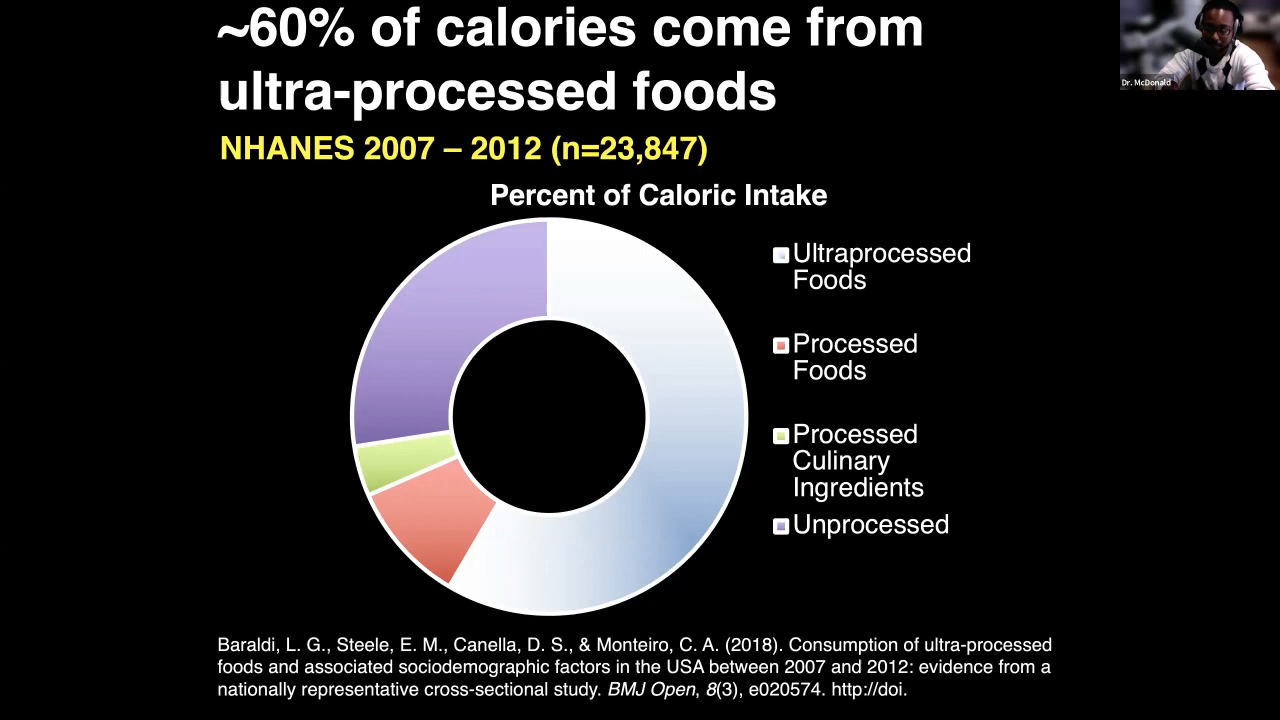 ~60% of calories come from
ultra-processed foods
NHANES 2007 – 2012 (n=23,847)
Percent of Caloric Intake
Ultraprocessed
Foods
Processed
Foods
Processed
Culinary
Ingredients
Unprocessed
Baraldi, L. G., Steele, E. M., Canella, D. S., & Monteiro, C. A. (2018). Consumption of ultra-processed
foods and associated sociodemographic factors in the USA between 2007 and 2012: evidence from a
nationally representative cross-sectional study. BMJ Open, 8(3), e020574. http://doi.
Dr. McDonald